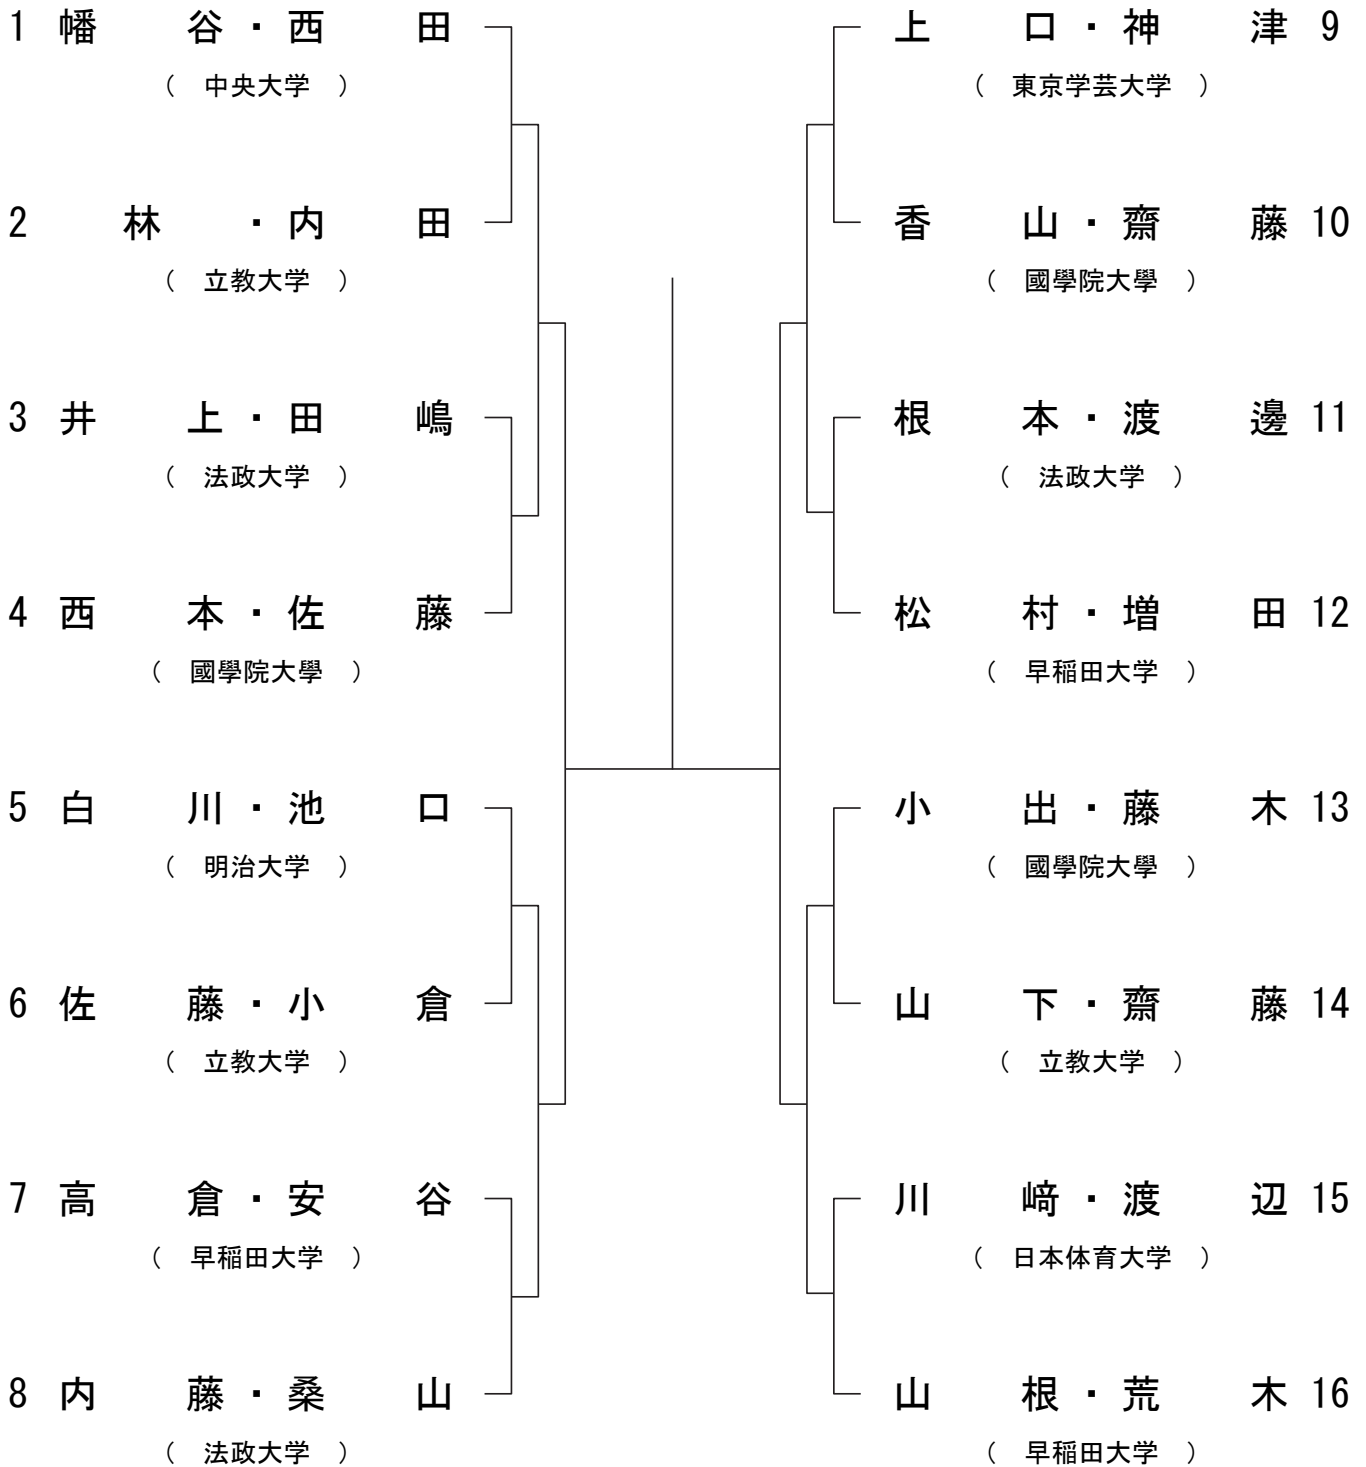 1 幡谷・西田
(中央大学)
2 林・内田
(立教大学)
3 井上・田嶋
(法政大学)
4 西本・佐藤
(國學院大學)
5 白川・池口
(明治大学)
6 佐藤・小倉
(立教大学)
7 高倉・安谷
(早稲田大学)
8 内藤・桑山
(法政大学)
上口・神津 9
(東京学芸大学)
香山・齋藤 10
(國學院大學)
根本・渡邊 11
(法政大学)
松村・増田 12
(早稲田大学)
小出・藤木 13
(國學院大學)
山下・齋藤 14
(立教大学)
川﨑・渡辺 15
(日本体育大学)
山根・荒木 16
(早稲田大学)